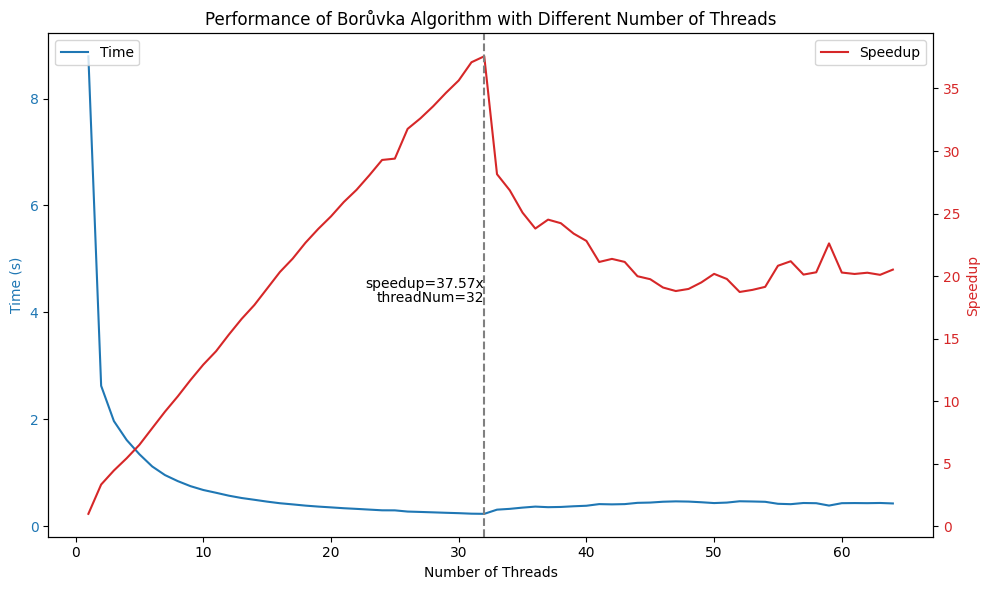 Performance of Borůvka Algorithm with Different Number of Threads
Time
Speedup
8
6
4
2
0
Time (s)
speedup=37.57x
threadNum=32
35
30
25
20
15
10
5
0
Speedup
0 10 20 30 40 50 60
Number of Threads